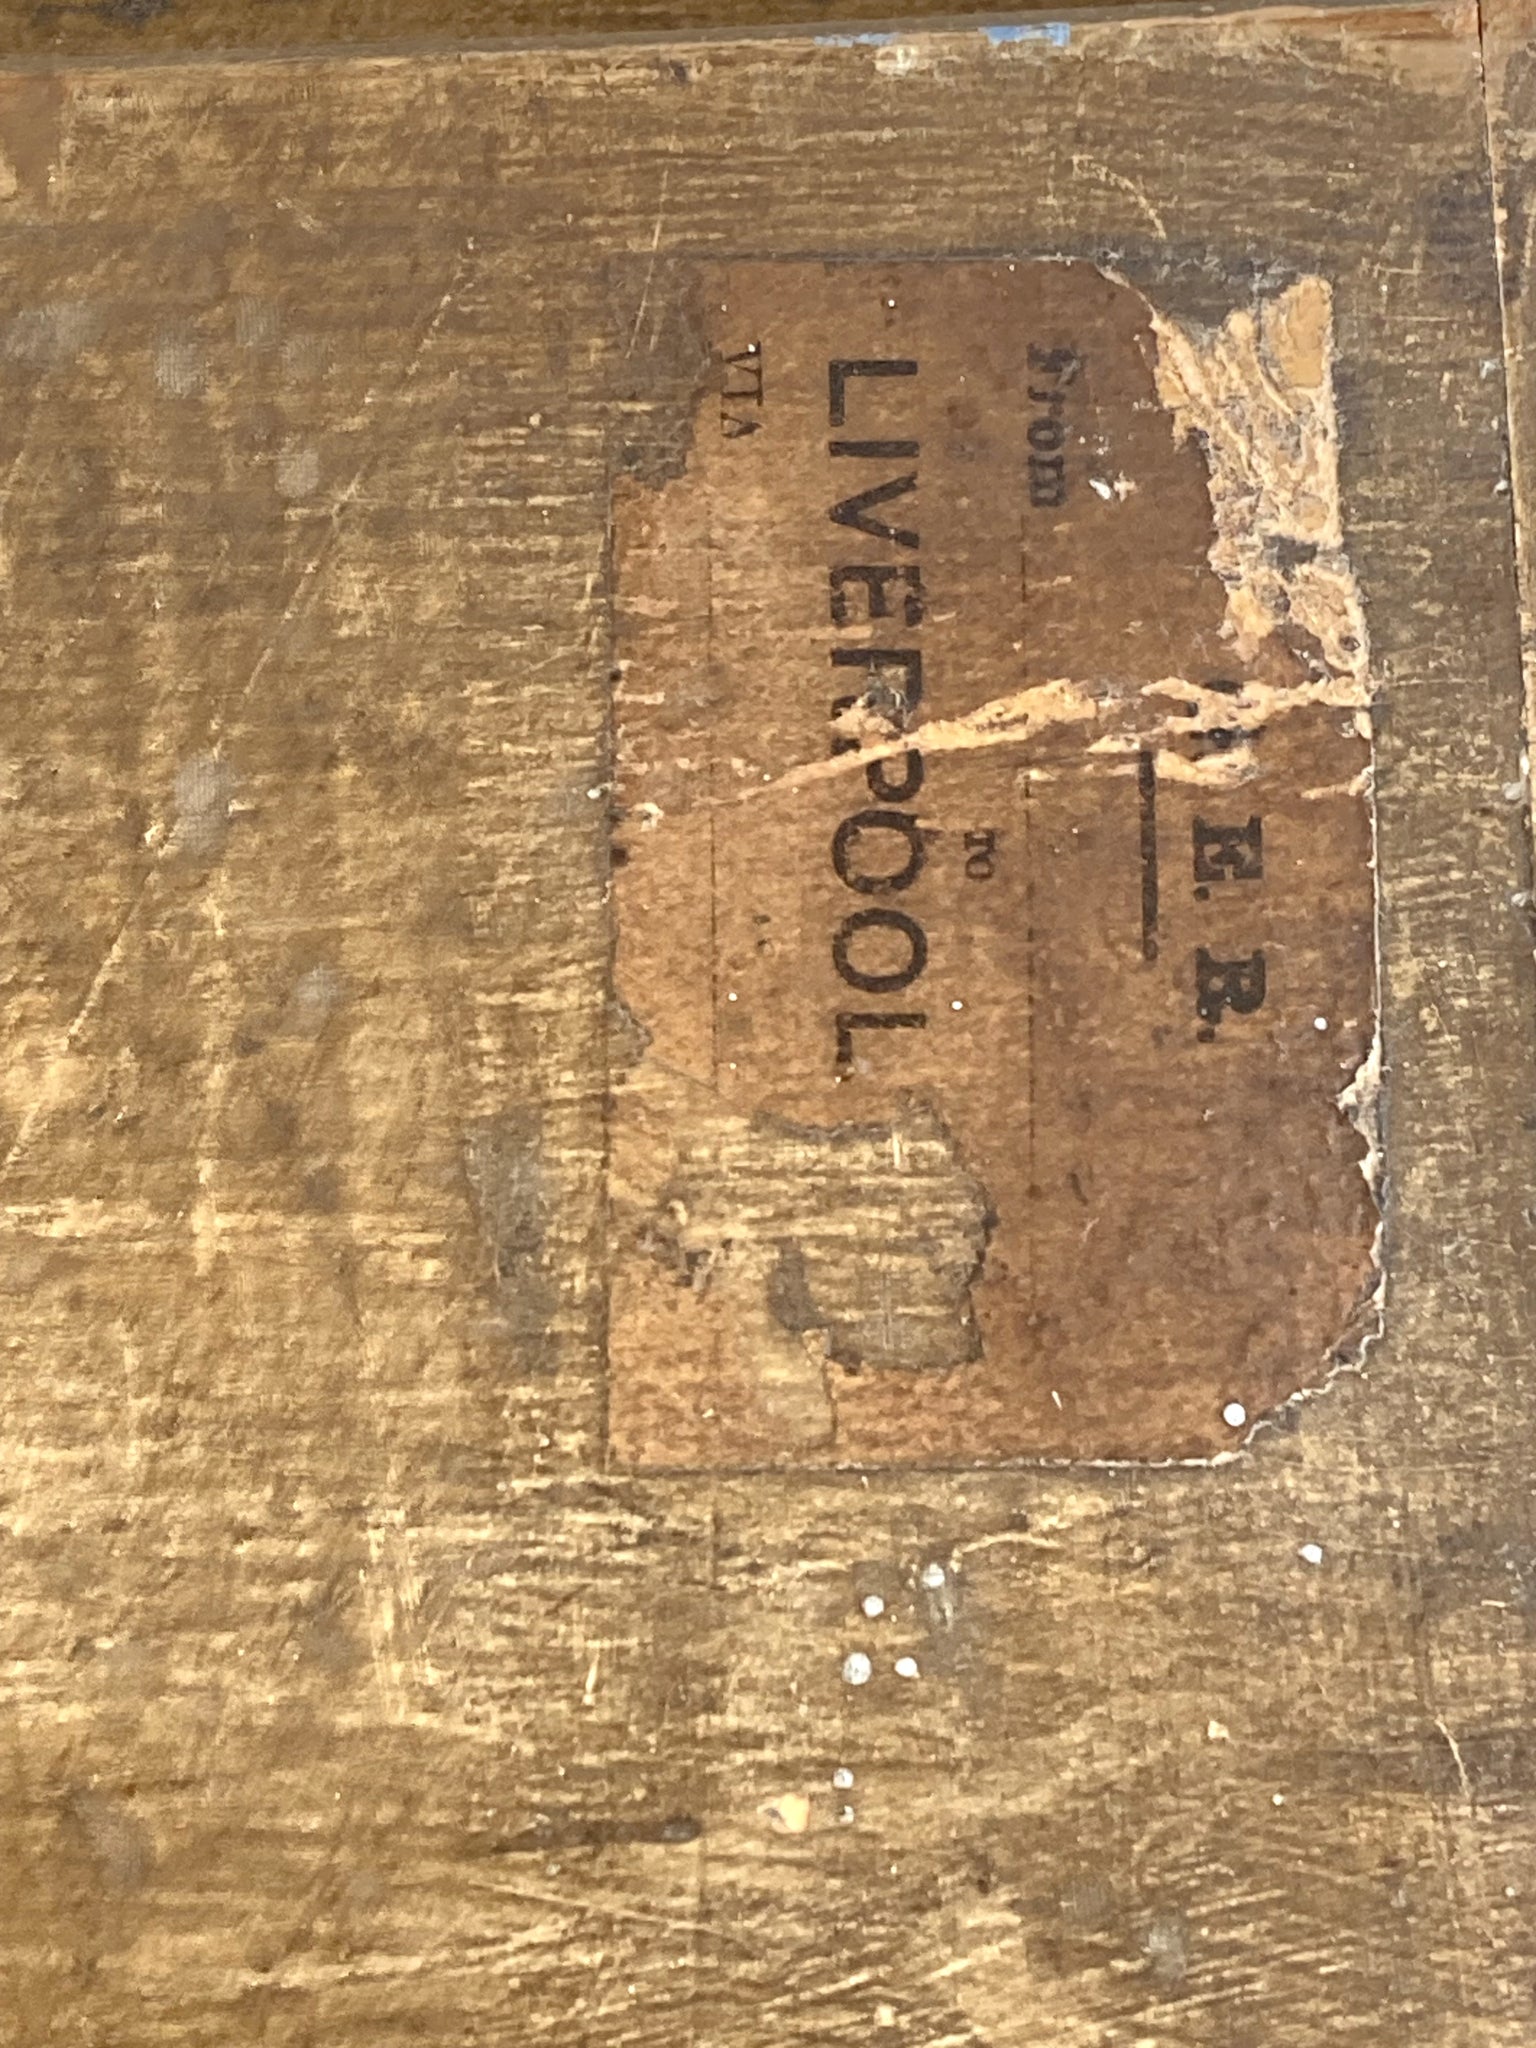 E. R.
From
TO
LIVERPOOL
VIA